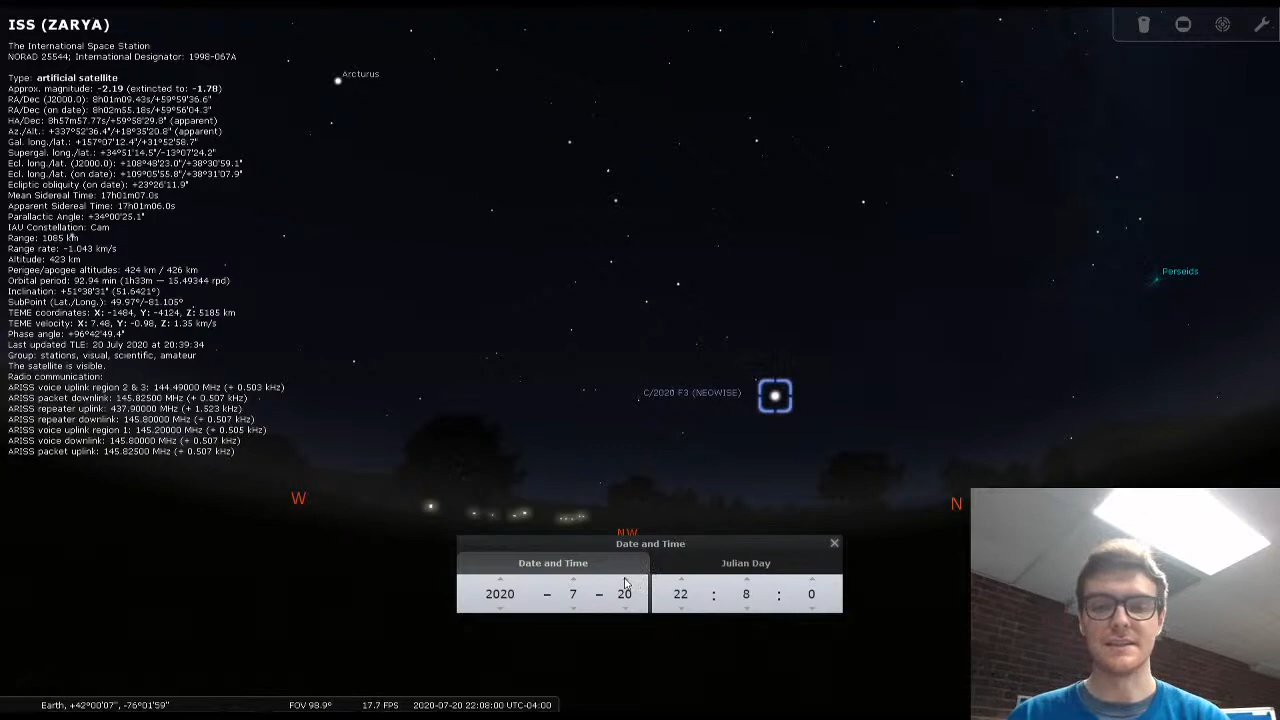 ISS (ZARYA)
The International Space Station
NORAD 25544; International Designator: 1998-067A
Type: artificial satellite
Approx. magnitude: -2.19 (extincted to: -1.78)
RA/Dec (J2000.0): 8h01m09.43s/+59°59'36.6"
RA/Dec (on date): 8h02m55.18s/+59°56'04.3"
HA/Dec: 8h57m57.77s/+59°58'29.8" (apparent)
Az./Alt.: +337°52'36.4"/+18°35'20.8" (apparent)
Gal. long./lat.: +157°07'12.4"/+31°52'58.7"
Supergal. long./lat.: +34°51'14.5"/-13°07'24.2"
Ecl. long./lat. (J2000.0): +108°48'23.0"/+38°30'59.1"
Ecl. long./lat. (on date): +109°05'55.8"/+38°31'07.9"
Ecliptic obliquity (on date): +23°26'11.9"
Mean Sidereal Time: 17h01m07.0s
Apparent Sidereal Time: 17h01m06.0s
Parallactic Angle: +34°00'25.1"
IAU Constellation: Cam
Range: 1085 km
Range rate: -1.043 km/s
Altitude: 423 km
Perigee/apogee altitudes: 424 km / 426 km
Orbital period: 92.94 min (1h33m — 15.49344 rpd)
Inclination: +51°38'31" (51.6421°)
SubPoint (Lat./Long.): 49.97°/-81.105°
TEME coordinates: X: -1484, Y: -4124, Z: 5185 km
TEME velocity: X: 7.48, Y: -0.98, Z: 1.35 km/s
Phase angle: +96°42'49.4"
Last updated TLE: 20 July 2020 at 20:39:34
Group: stations, visual, scientific, amateur
The satellite is visible.
Radio communication:
ARISS voice uplink region 2 & 3: 144.49000 MHz (+ 0.503 kHz)
ARISS packet downlink: 145.82500 MHz (+ 0.507 kHz)
ARISS repeater uplink: 437.90000 MHz (+ 1.523 kHz)
ARISS repeater downlink: 145.80000 MHz (+ 0.507 kHz)
ARISS voice uplink region 1: 145.20000 MHz (+ 0.505 kHz)
ARISS voice downlink: 145.80000 MHz (+ 0.507 kHz)
ARISS packet uplink: 145.82500 MHz (+ 0.507 kHz)
Arcturus
Perseids
C/2020 F3 (NEOWISE)
W
NW
N
Date and Time
Date and Time Julian Day
2020 - 7 - 20 22 : 8 : 0
Earth, +42°00'07", -76°01'59" FOV 98.9° 17.7 FPS 2020-07-20 22:08:00 UTC-04:00